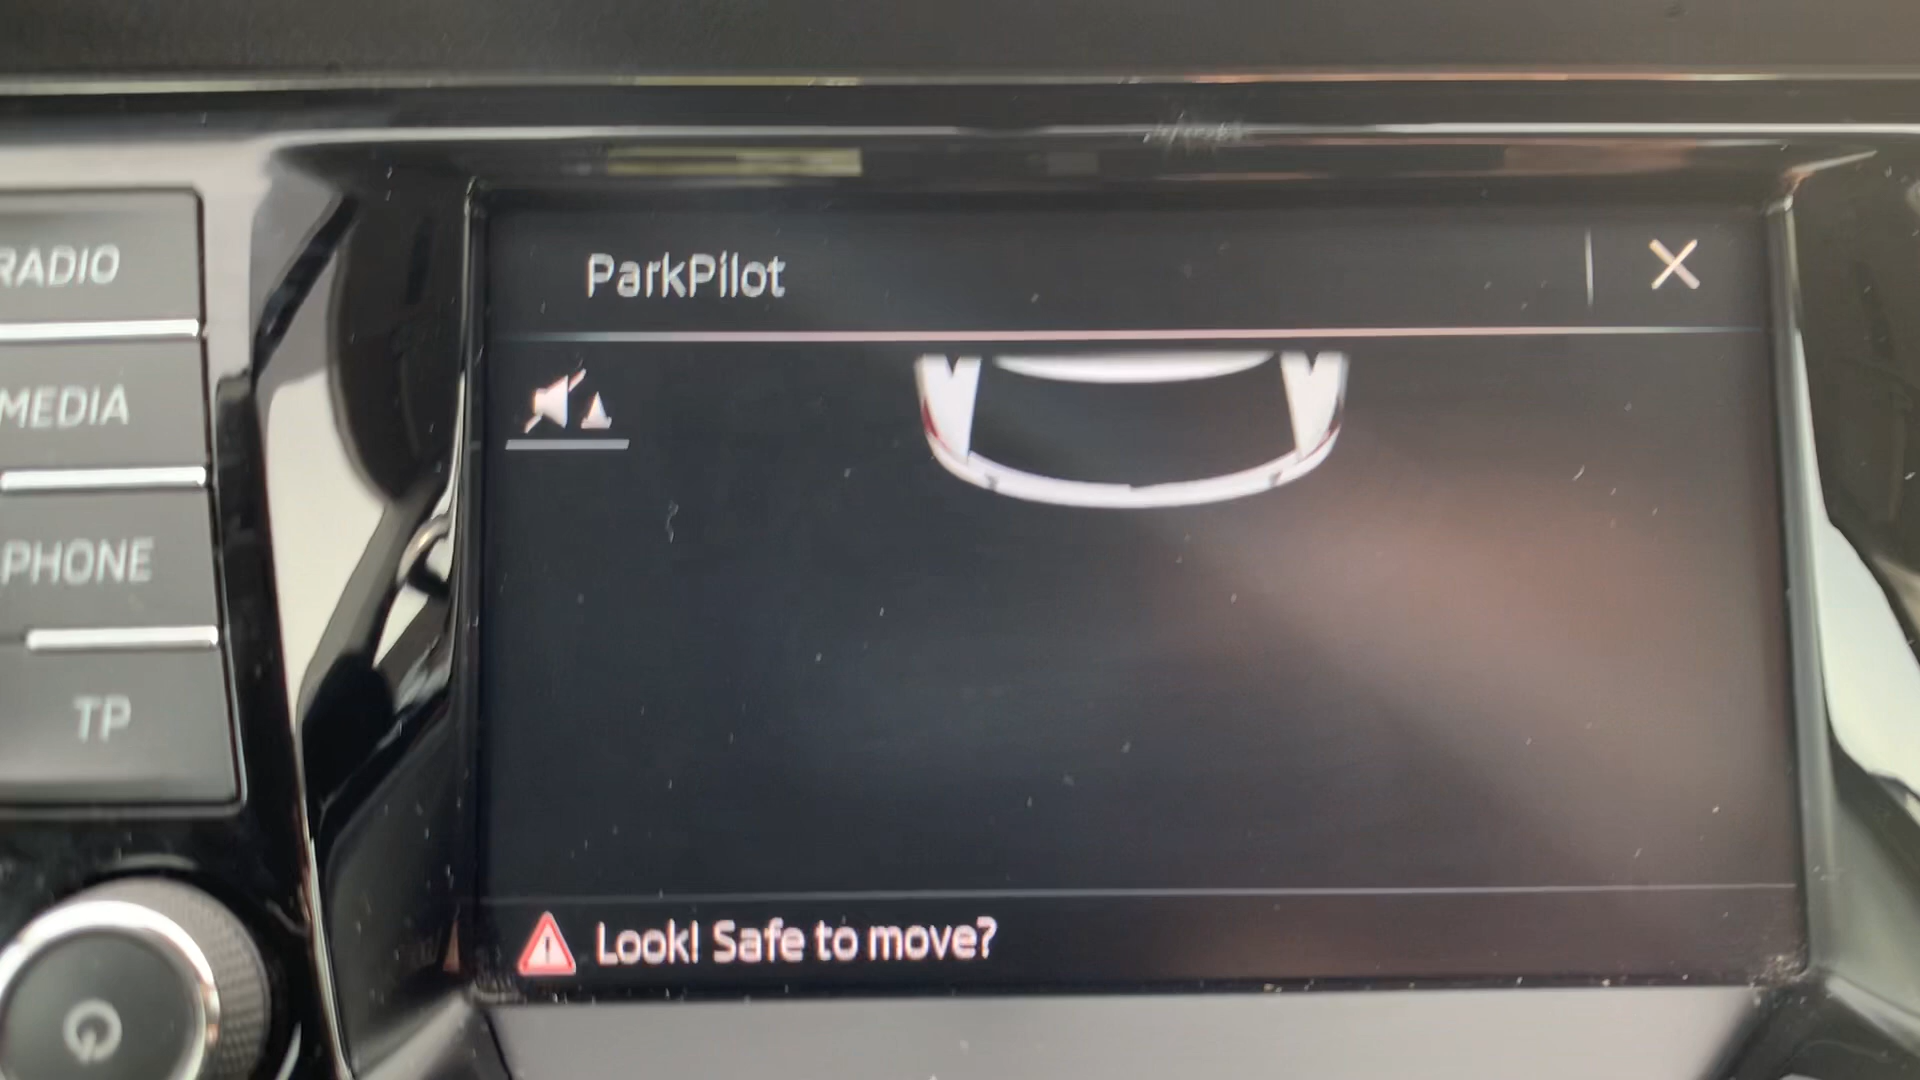 ParkPilot
RADIO
MEDIA
PHONE
TP
Look! Safe to move?